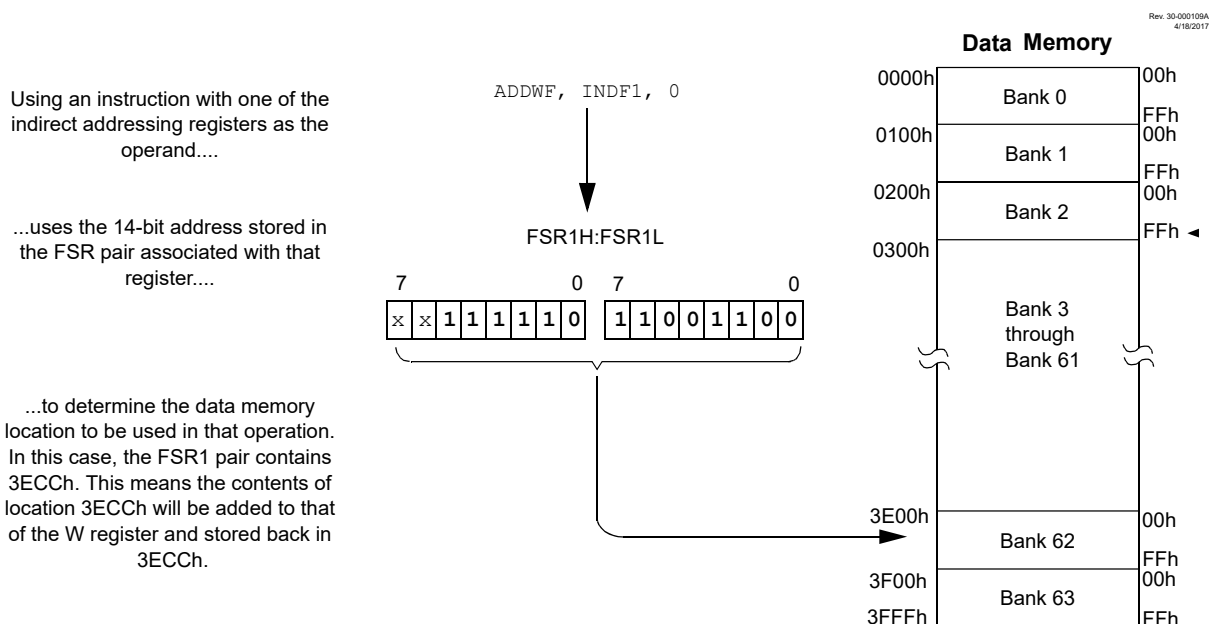 Rev. 30-000109A
4/18/2017
Data Memory
Using an instruction with one of the
indirect addressing registers as the
operand....
ADDWF, INDF1, 0
...uses the 14-bit address stored in
the FSR pair associated with that
register....
FSR1H:FSR1L
7 0 7 0
x x 1 1 1 1 1 0 1 1 0 0 1 1 0 0
...to determine the data memory
location to be used in that operation.
In this case, the FSR1 pair contains
3ECCh. This means the contents of
location 3ECCh will be added to that
of the W register and stored back in
3ECCh.
0000h 00h
Bank 0
FFh
0100h 00h
Bank 1
FFh
0200h 00h
Bank 2
FFh
0300h
Bank 3
through
Bank 61
3E00h 00h
Bank 62
FFh
3F00h 00h
Bank 63
3FFFh FFh